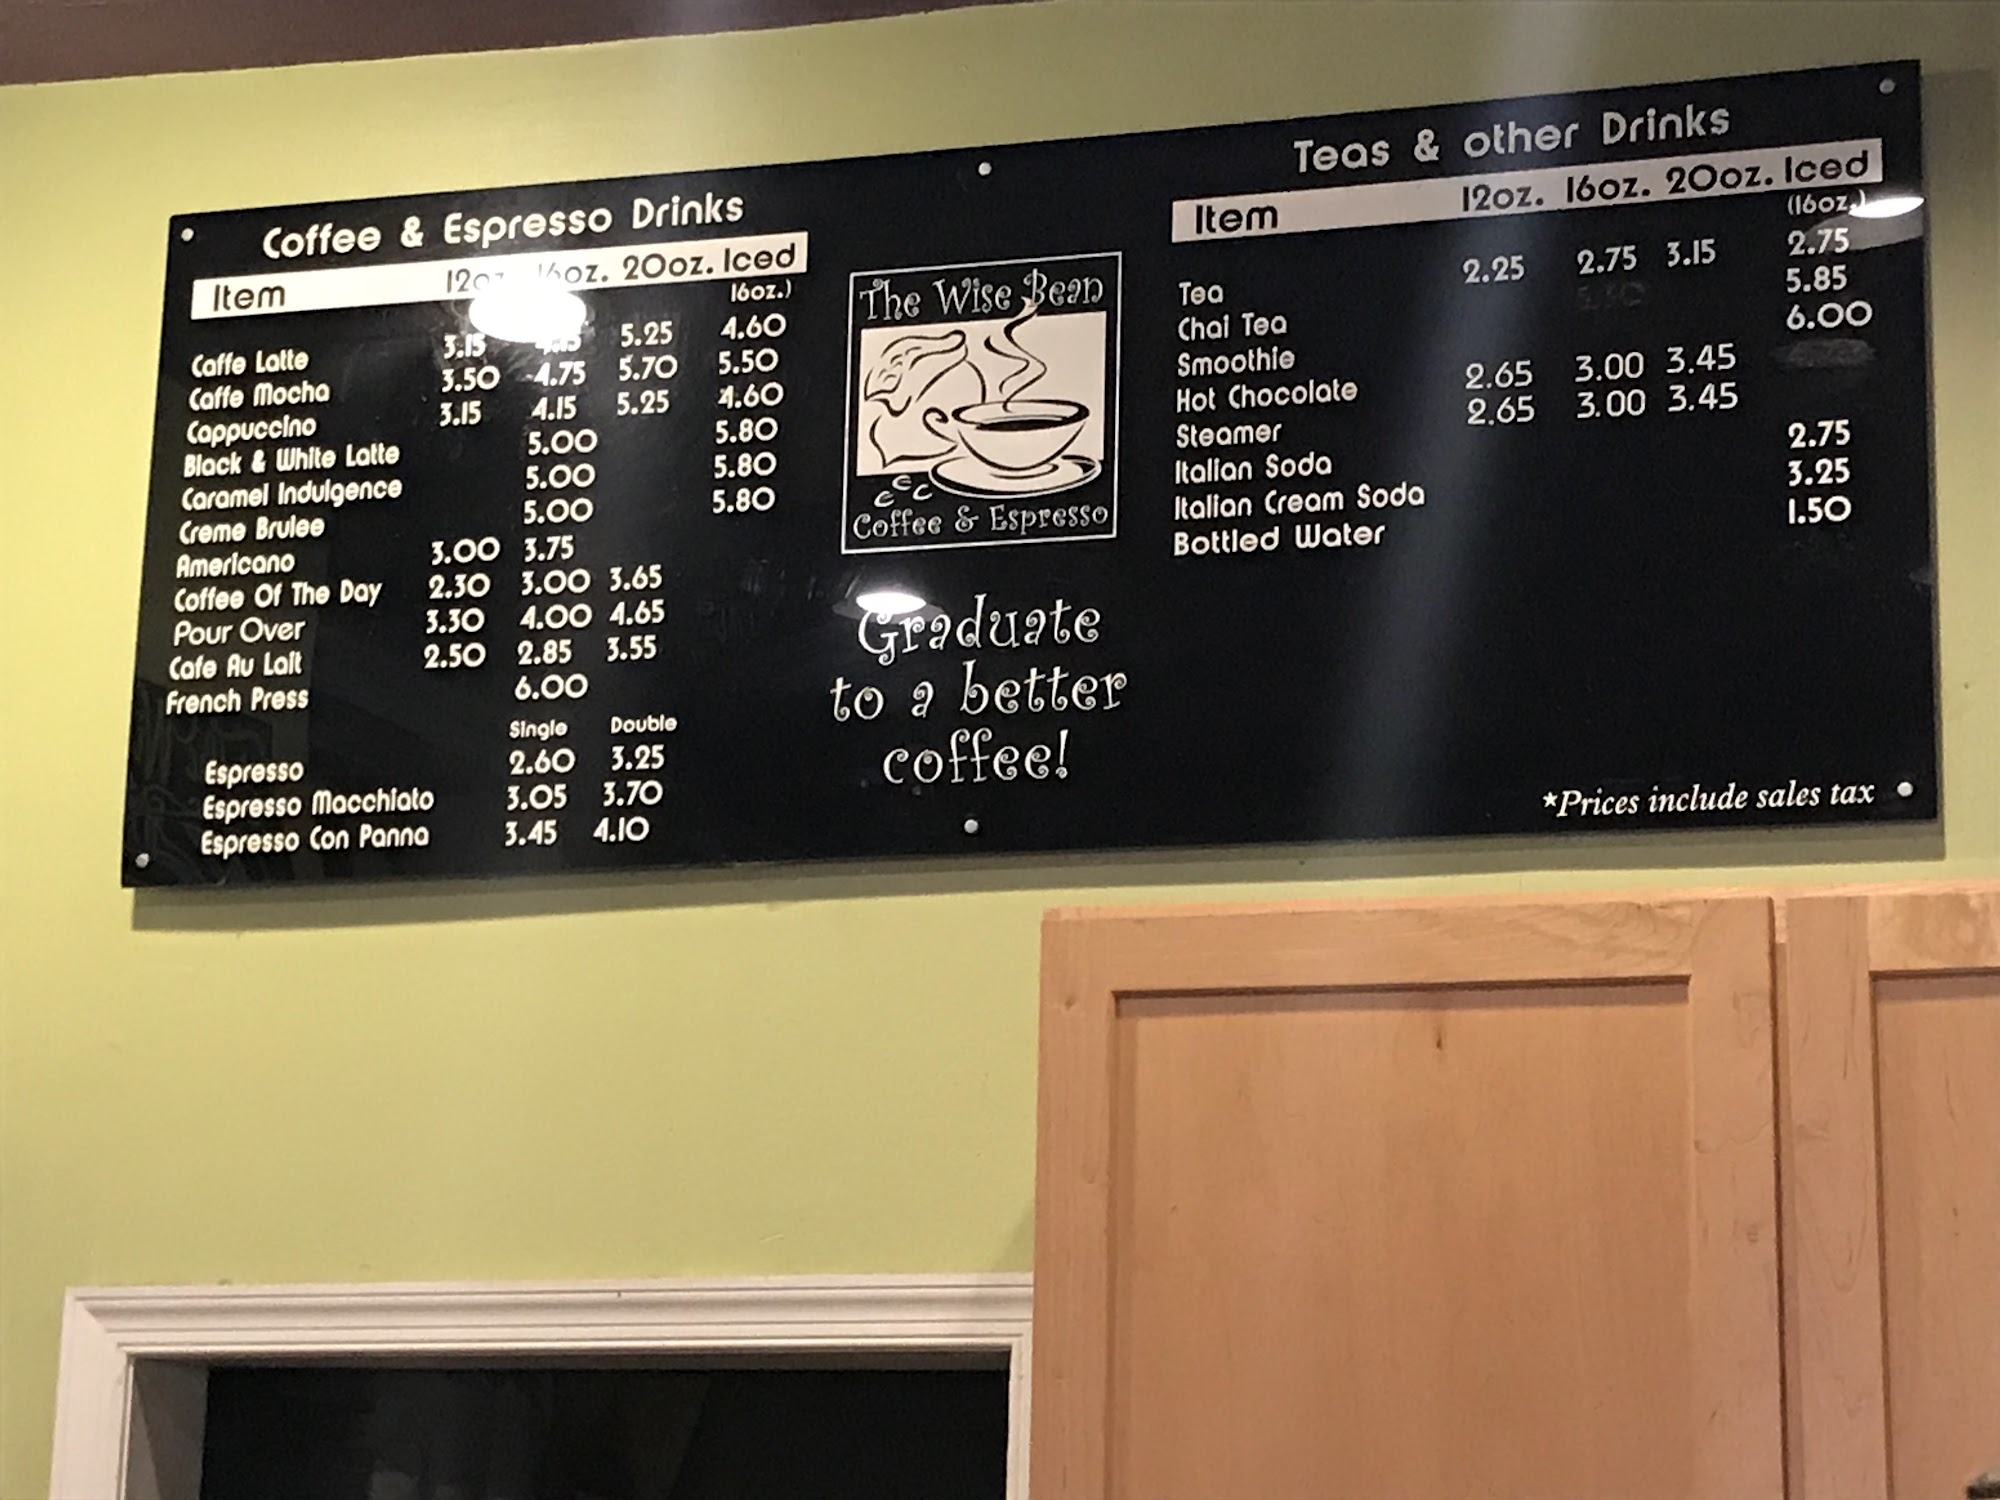 Coffee & Espresso Drinks
Item 20oz. Iced
16oz.)
Caffe Latte 3.15 5.25 4.60
Caffe Mocha 3.50 4.75 5.70 5.50
Cappuccino 3.15 4.15 5.25 4.60
Black & White Latte 5.00 5.80
Caramel Indulgence 5.00 5.80
Creme Brulee 5.00 5.80
Americano 3.00 3.75
Coffee Of The Day 2.30 3.00 3.65
Pour Over 3.30 4.00 4.65
Cafe Au Lait 2.50 2.85 3.55
French Press 6.00
Single Double
Espresso 2.60 3.25
Espresso Macchiato 3.05 3.70
Espresso Con Panna 3.45 4.10
The Wise Bean
Coffee & Espresso
Graduate
to a better
coffee!
Teas & other Drinks
Item 12oz. 16oz. 20oz. Iced
(16oz.)
Tea 2.25 2.75 3.15 2.75
Chai Tea 5.85
Smoothie 6.00
Hot Chocolate 2.65 3.00 3.45
Steamer 2.65 3.00 3.45
Italian Soda 2.75
Italian Cream Soda 3.25
Bottled Water 1.50
*Prices include sales tax